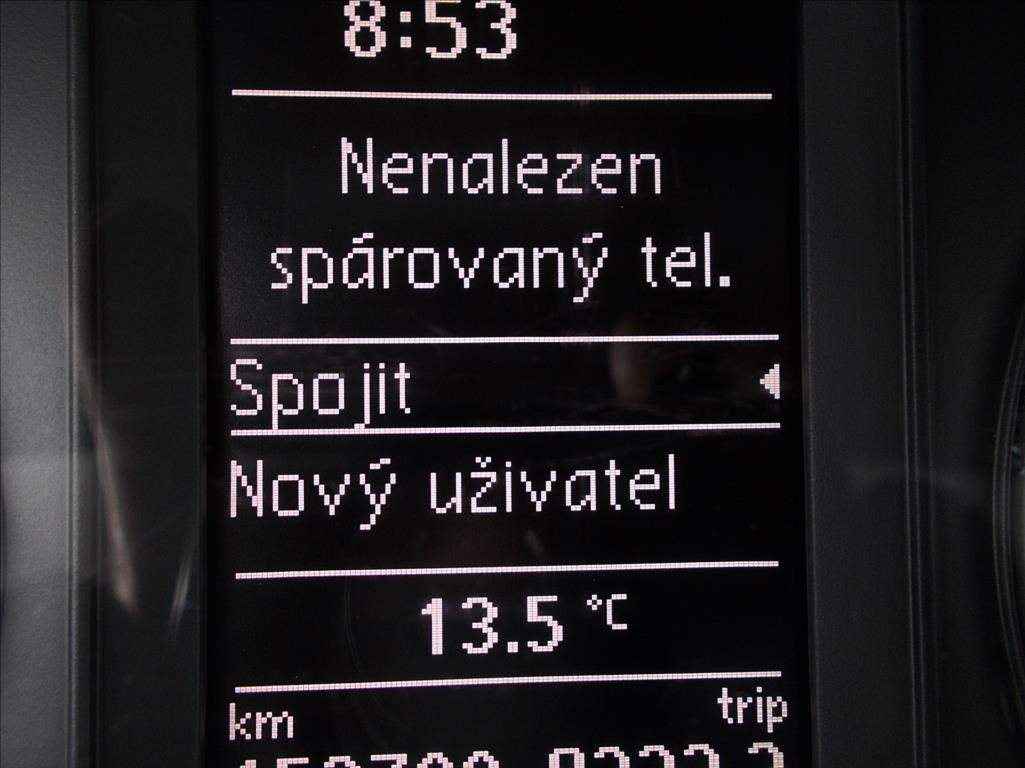 8:53
Nenalezen
spárovaný tel.
Spojit
Nový uživatel
13.5 °C
km trip